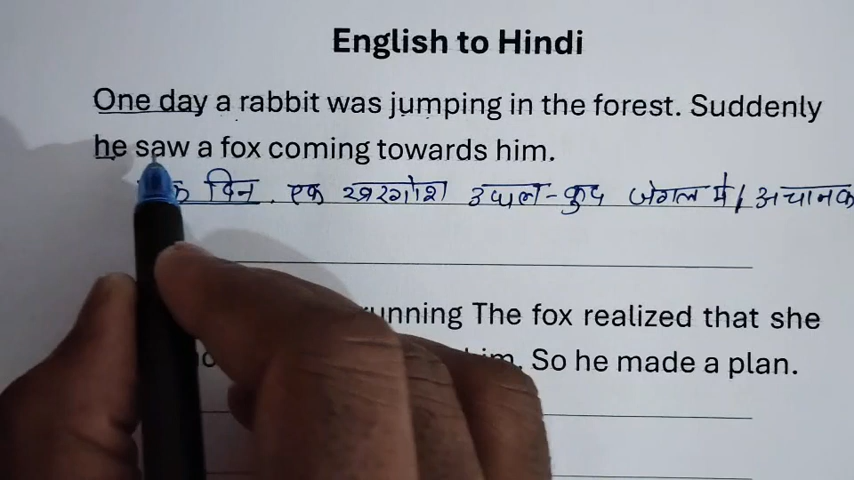 English to Hindi
One day a rabbit was jumping in the forest. Suddenly
he saw a fox coming towards him.
दिन एक खरगोश उछल-कुद जंगल में। अचानक
The fox realized that she
him. So he made a plan.